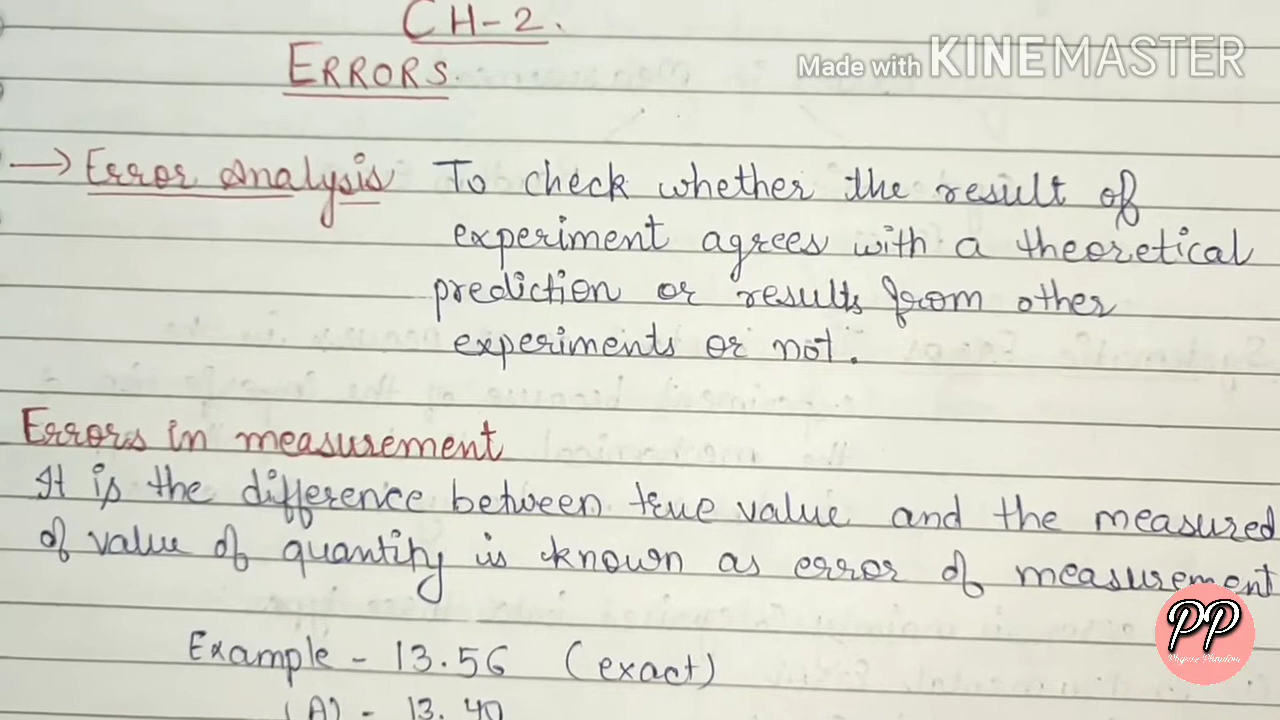 CH-2.
ERRORS.
Made with KINEMASTER
→ Error Analysis To check whether the result of
experiment agrees with a theoretical
prediction or results from other
experiments or not.
Errors in measurement
It is the difference between true value and the measured
of value of quantity is known as error of measurement
PP
Example - 13.56 (exact)
(A) - 13.40